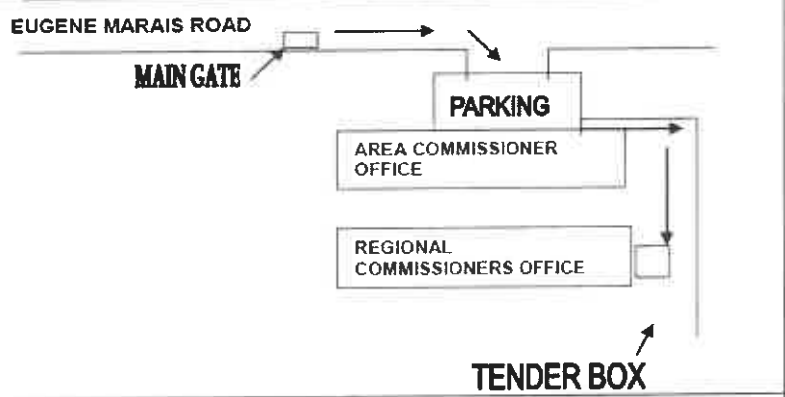 EUGENE MARAIS ROAD
MAIN GATE
PARKING
AREA COMMISSIONER
OFFICE
REGIONAL
COMMISSIONERS OFFICE
TENDER BOX